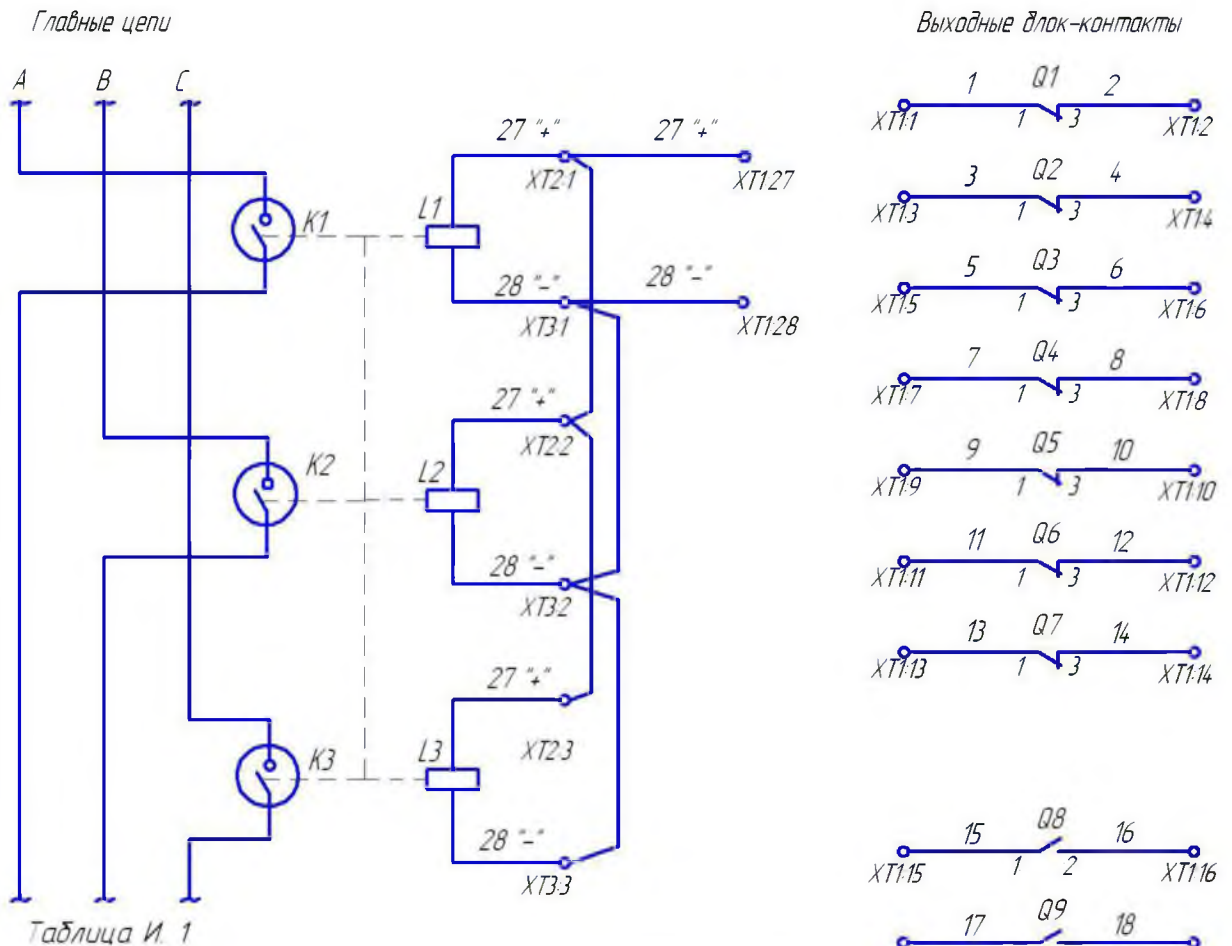 Главные цепи
Выходные блок-контакты
A B C
27 "+" 27 "+"
XT2:1 XT1:27
K1 L1
28 "-" 28 "-"
XT3:1 XT1:28
27 "+"
XT2:2
K2 L2
28 "-"
XT3:2
27 "+"
XT2:3
K3 L3
28 "-"
XT3:3
Таблица И. 1
1 Q1 2
XT1:1 1 3 XT1:2
3 Q2 4
XT1:3 1 3 XT1:4
5 Q3 6
XT1:5 1 3 XT1:6
7 Q4 8
XT1:7 1 3 XT1:8
9 Q5 10
XT1:9 1 3 XT1:10
11 Q6 12
XT1:11 1 3 XT1:12
13 Q7 14
XT1:13 1 3 XT1:14
15 Q8 16
XT1:15 1 2 XT1:16
17 Q9 18